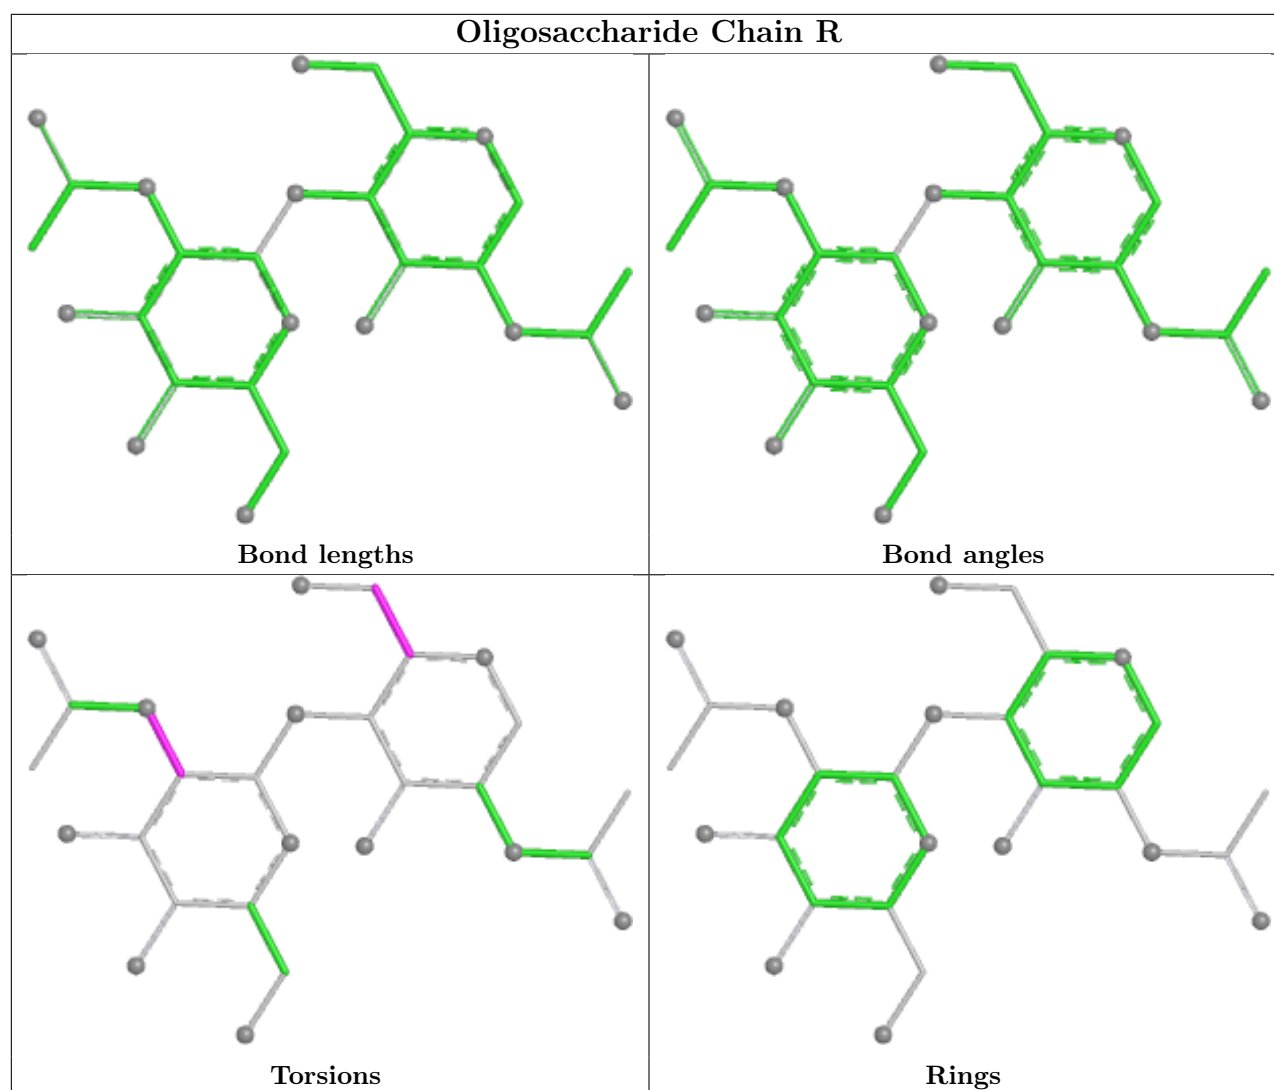 Oligosaccharide Chain R
Bond lengths
Bond angles
Torsions
Rings